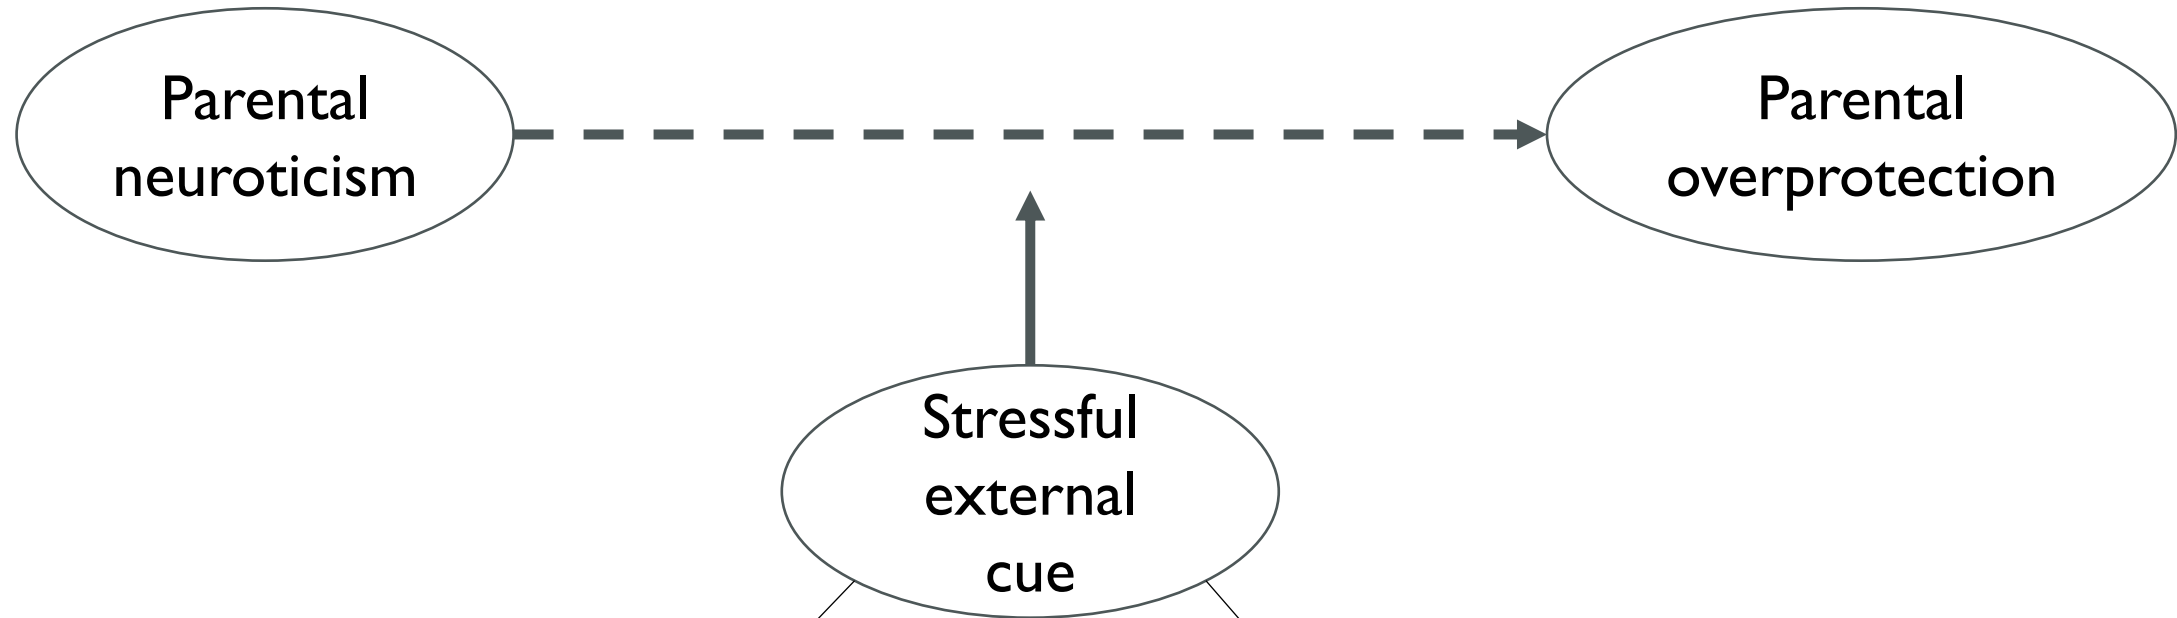 Parental
neuroticism
Parental
overprotection
Stressful
external
cue